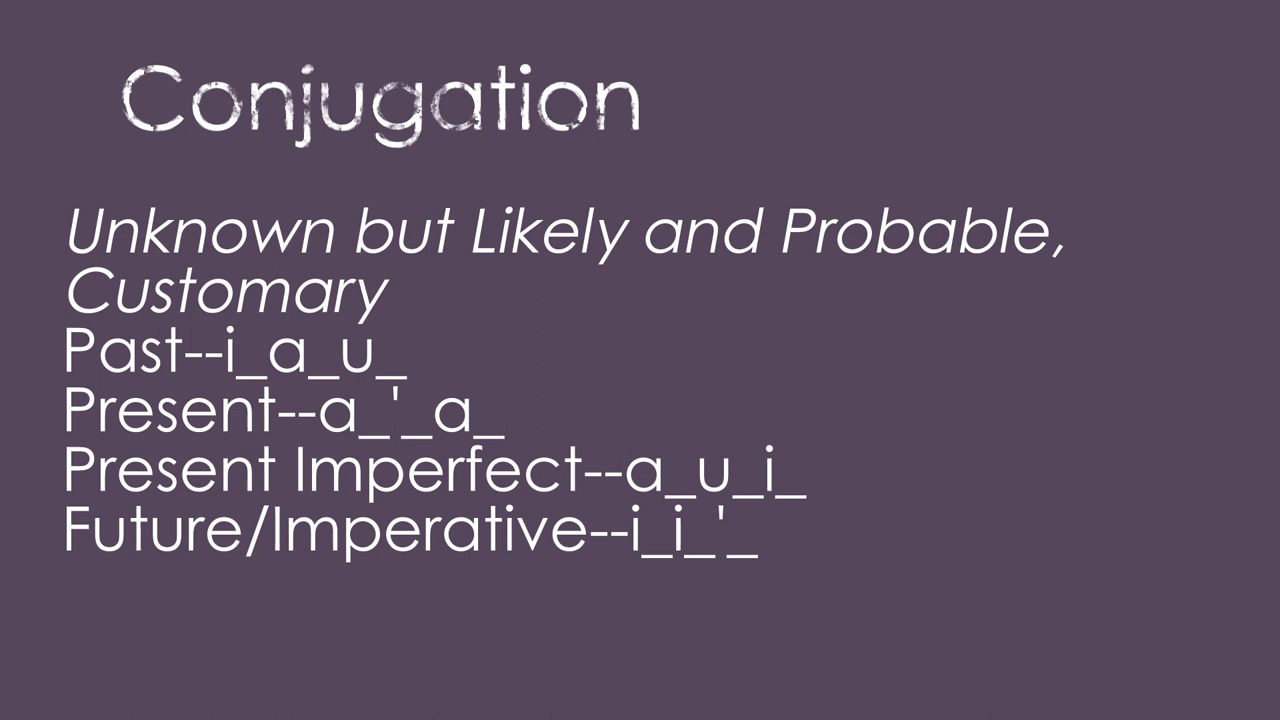 Conjugation
Unknown but Likely and Probable,
Customary
Past--i_a_u_
Present--a_'_a_
Present Imperfect--a_u_i_
Future/Imperative--i_i_'_